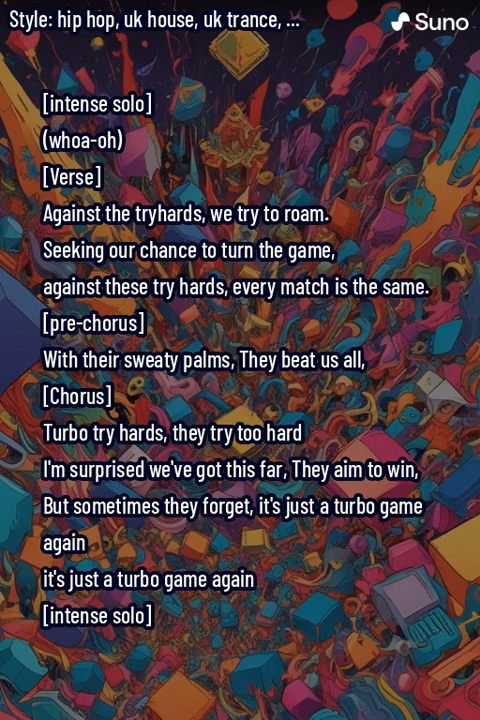 Style: hip hop, uk house, uk trance, ...
Suno
[intense solo]
(whoa-oh)
[Verse]
Against the tryhards, we try to roam.
Seeking our chance to turn the game,
against these try hards, every match is the same.
[pre-chorus]
With their sweaty palms, They beat us all,
[Chorus]
Turbo try hards, they try too hard
I'm surprised we've got this far, They aim to win,
But sometimes they forget, it's just a turbo game
again
it's just a turbo game again
[intense solo]